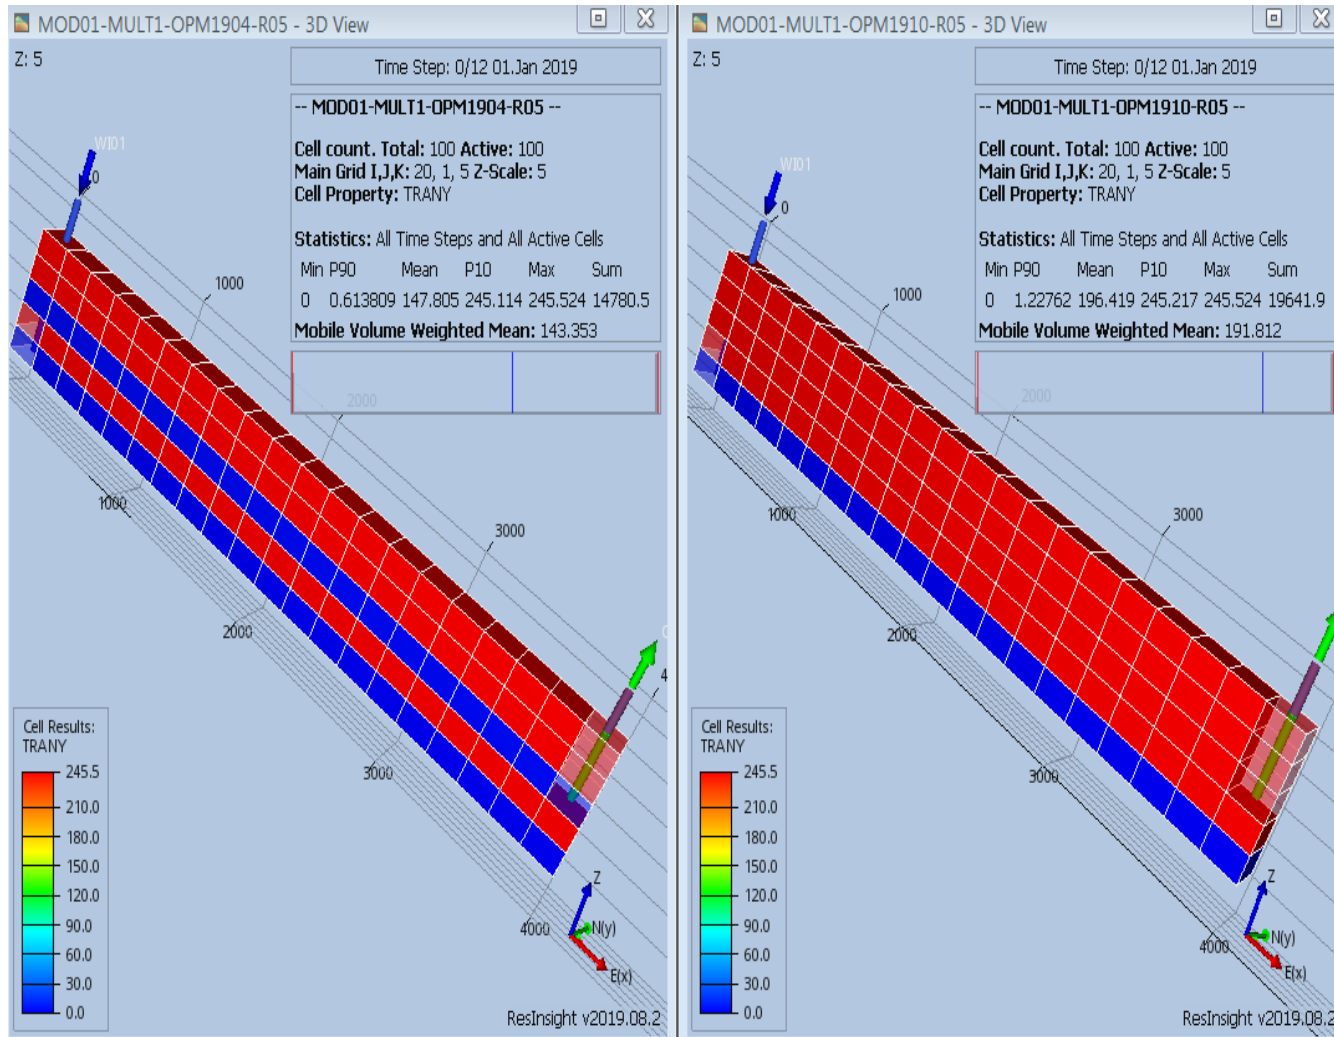 MOD01-MULT1-OPM1904-R05 - 3D View
Z: 5
Time Step: 0/12 01.Jan 2019
-- MOD01-MULT1-OPM1904-R05 --
Cell count. Total: 100 Active: 100
Main Grid I,J,K: 20, 1, 5 Z-Scale: 5
Cell Property: TRANY
Statistics: All Time Steps and All Active Cells
Min P90 Mean P10 Max Sum
0 0.613809 147.805 245.114 245.524 14780.5
Mobile Volume Weighted Mean: 143.353
WI01
0
1000
2000
3000
4
1000
2000
3000
4000
Cell Results:
TRANY
245.5
210.0
180.0
150.0
120.0
90.0
60.0
30.0
0.0
Z
N(y)
E(x)
ResInsight v2019.08.2
MOD01-MULT1-OPM1910-R05 - 3D View
Z: 5
Time Step: 0/12 01.Jan 2019
-- MOD01-MULT1-OPM1910-R05 --
Cell count. Total: 100 Active: 100
Main Grid I,J,K: 20, 1, 5 Z-Scale: 5
Cell Property: TRANY
Statistics: All Time Steps and All Active Cells
Min P90 Mean P10 Max Sum
0 1.22762 196.419 245.217 245.524 19641.9
Mobile Volume Weighted Mean: 191.812
WI01
0
1000
2000
3000
1000
2000
3000
4000
Cell Results:
TRANY
245.5
210.0
180.0
150.0
120.0
90.0
60.0
30.0
0.0
Z
N(y)
E(x)
ResInsight v2019.08.2